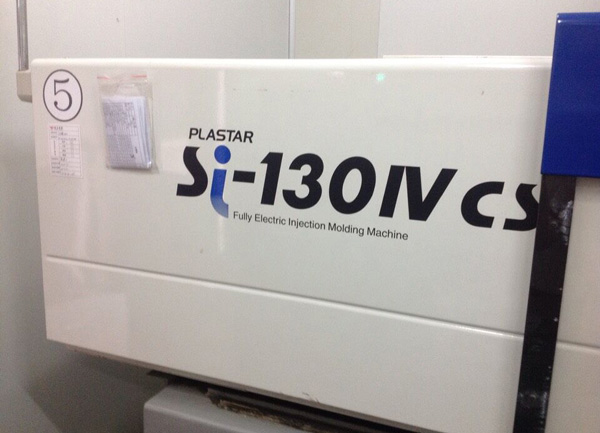 5
PLASTAR
Si-130IV CS
Fully Electric Injection Molding Machine